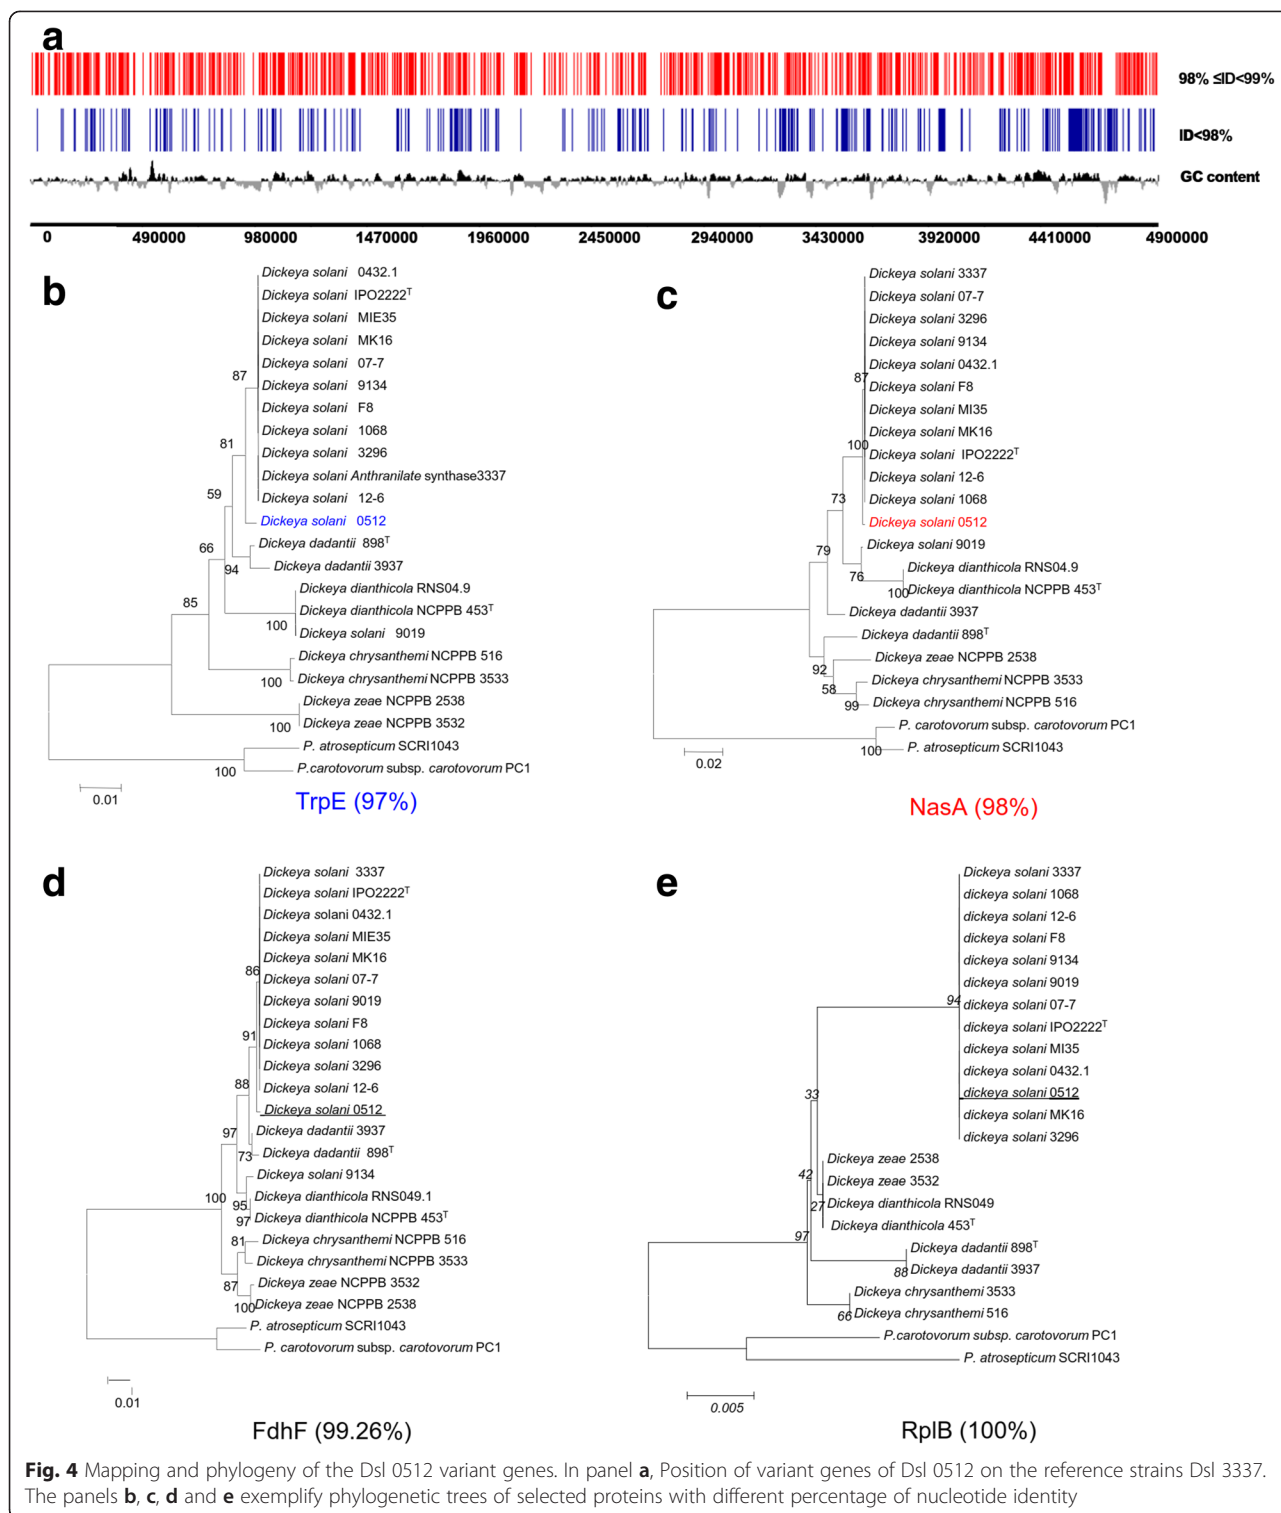 a
98% ≤ID<99%
ID<98%
GC content
0 490000 980000 1470000 1960000 2450000 2940000 3430000 3920000 4410000 4900000
b
Dickeya solani 0432.1
Dickeya solani IPO2222T
Dickeya solani MIE35
Dickeya solani MK16
Dickeya solani 07-7
87
Dickeya solani 9134
Dickeya solani F8
Dickeya solani 1068
81
Dickeya solani 3296
Dickeya solani Anthranilate synthase3337
59
Dickeya solani 12-6
Dickeya solani 0512
66
Dickeya dadantii 898T
94
Dickeya dadantii 3937
Dickeya dianthicola RNS04.9
85
Dickeya dianthicola NCPPB 453T
100
Dickeya solani 9019
Dickeya chrysanthemi NCPPB 516
100
Dickeya chrysanthemi NCPPB 3533
Dickeya zeae NCPPB 2538
100
Dickeya zeae NCPPB 3532
P. atrosepticum SCRI1043
100
P.carotovorum subsp. carotovorum PC1
0.01
TrpE (97%)
c
Dickeya solani 3337
Dickeya solani 07-7
Dickeya solani 3296
Dickeya solani 9134
Dickeya solani 0432.1
87
Dickeya solani F8
Dickeya solani MI35
Dickeya solani MK16
100
Dickeya solani IPO2222T
Dickeya solani 12-6
73
Dickeya solani 1068
Dickeya solani 0512
79
Dickeya solani 9019
76
Dickeya dianthicola RNS04.9
100
Dickeya dianthicola NCPPB 453T
Dickeya dadantii 3937
Dickeya dadantii 898T
92
Dickeya zeae NCPPB 2538
58
Dickeya chrysanthemi NCPPB 3533
99
Dickeya chrysanthemi NCPPB 516
P. carotovorum subsp. carotovorum PC1
100
P. atrosepticum SCRI1043
0.02
NasA (98%)
d
Dickeya solani 3337
Dickeya solani IPO2222T
Dickeya solani 0432.1
Dickeya solani MIE35
Dickeya solani MK16
86
Dickeya solani 07-7
Dickeya solani 9019
Dickeya solani F8
91
Dickeya solani 1068
Dickeya solani 3296
88
Dickeya solani 12-6
Dickeya solani 0512
97
Dickeya dadantii 3937
73
Dickeya dadantii 898T
Dickeya solani 9134
100
Dickeya dianthicola RNS049.1
95
97
Dickeya dianthicola NCPPB 453T
81
Dickeya chrysanthemi NCPPB 516
Dickeya chrysanthemi NCPPB 3533
87
Dickeya zeae NCPPB 3532
100
Dickeya zeae NCPPB 2538
P. atrosepticum SCRI1043
P. carotovorum subsp. carotovorum PC1
0.01
FdhF (99.26%)
e
Dickeya solani 3337
dickeya solani 1068
dickeya solani 12-6
dickeya solani F8
dickeya solani 9134
dickeya solani 9019
94
dickeya solani 07-7
dickeya solani IPO2222T
dickeya solani MI35
dickeya solani 0432.1
33
dickeya solani 0512
dickeya solani MK16
dickeya solani 3296
Dickeya zeae 2538
42
Dickeya zeae 3532
27
Dickeya dianthicola RNS049
Dickeya dianthicola 453T
97
Dickeya dadantii 898T
88
Dickeya dadantii 3937
Dickeya chrysanthemi 3533
66
Dickeya chrysanthemi 516
P.carotovorum subsp. carotovorum PC1
P. atrosepticum SCRI1043
0.005
RplB (100%)
Fig. 4 Mapping and phylogeny of the Dsl 0512 variant genes. In panel a, Position of variant genes of Dsl 0512 on the reference strains Dsl 3337.
The panels b, c, d and e exemplify phylogenetic trees of selected proteins with different percentage of nucleotide identity